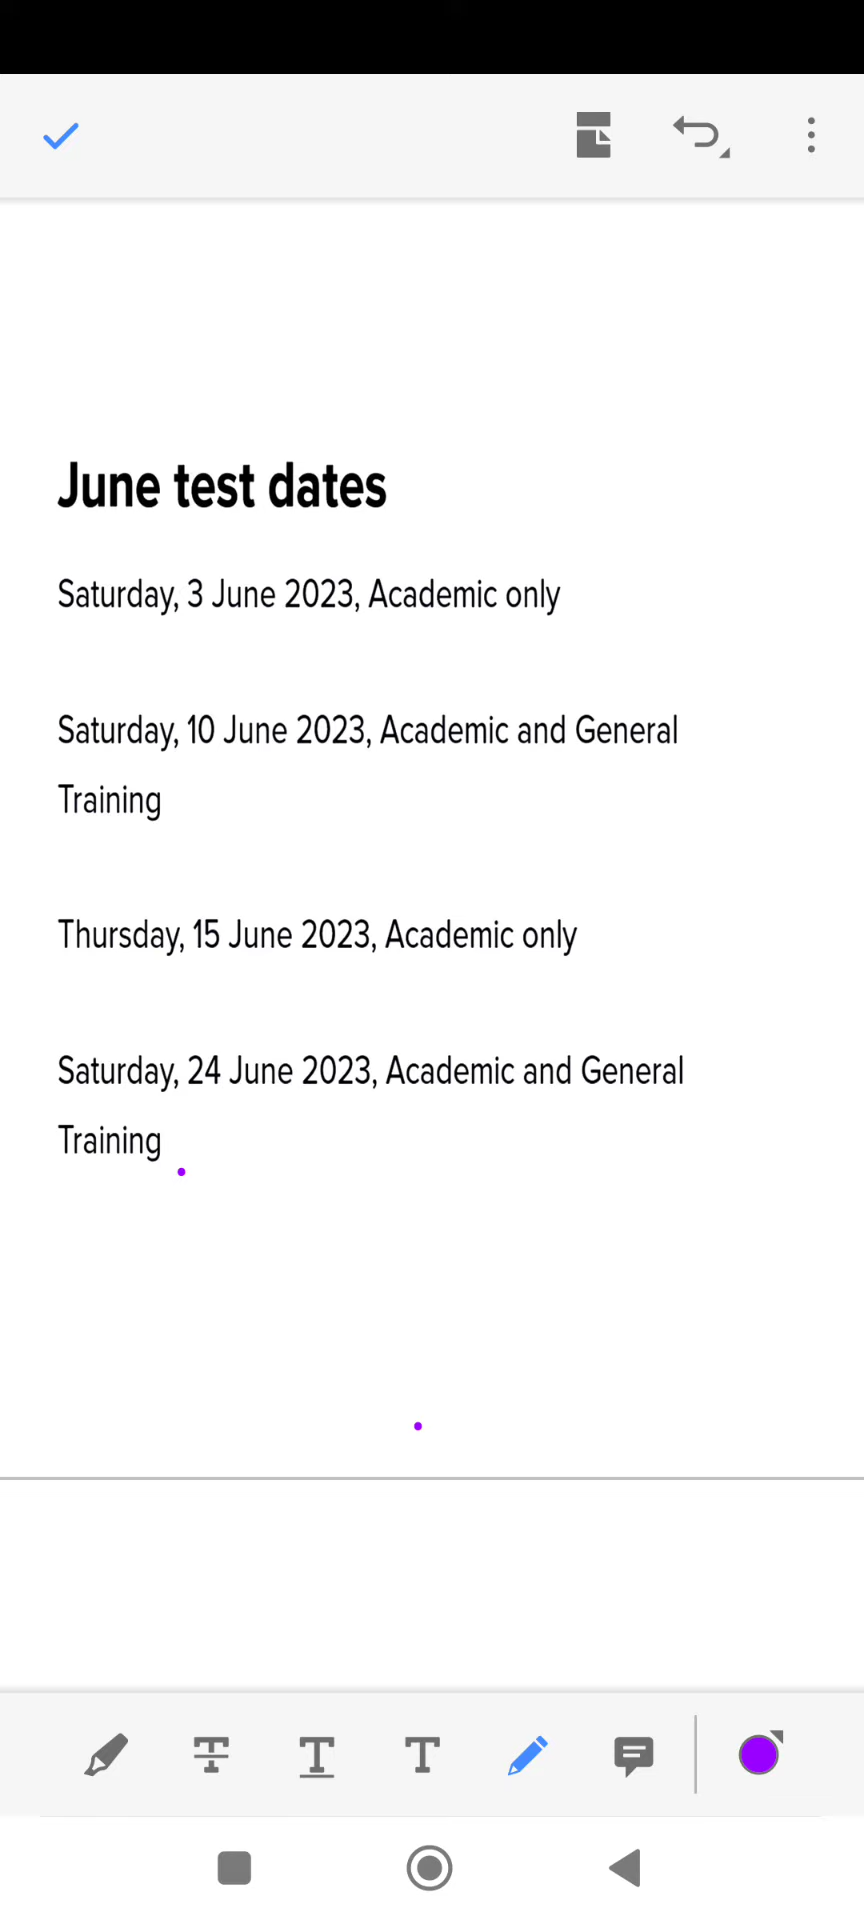 June test dates
Saturday, 3 June 2023, Academic only
Saturday, 10 June 2023, Academic and General
Training
Thursday, 15 June 2023, Academic only
Saturday, 24 June 2023, Academic and General
Training